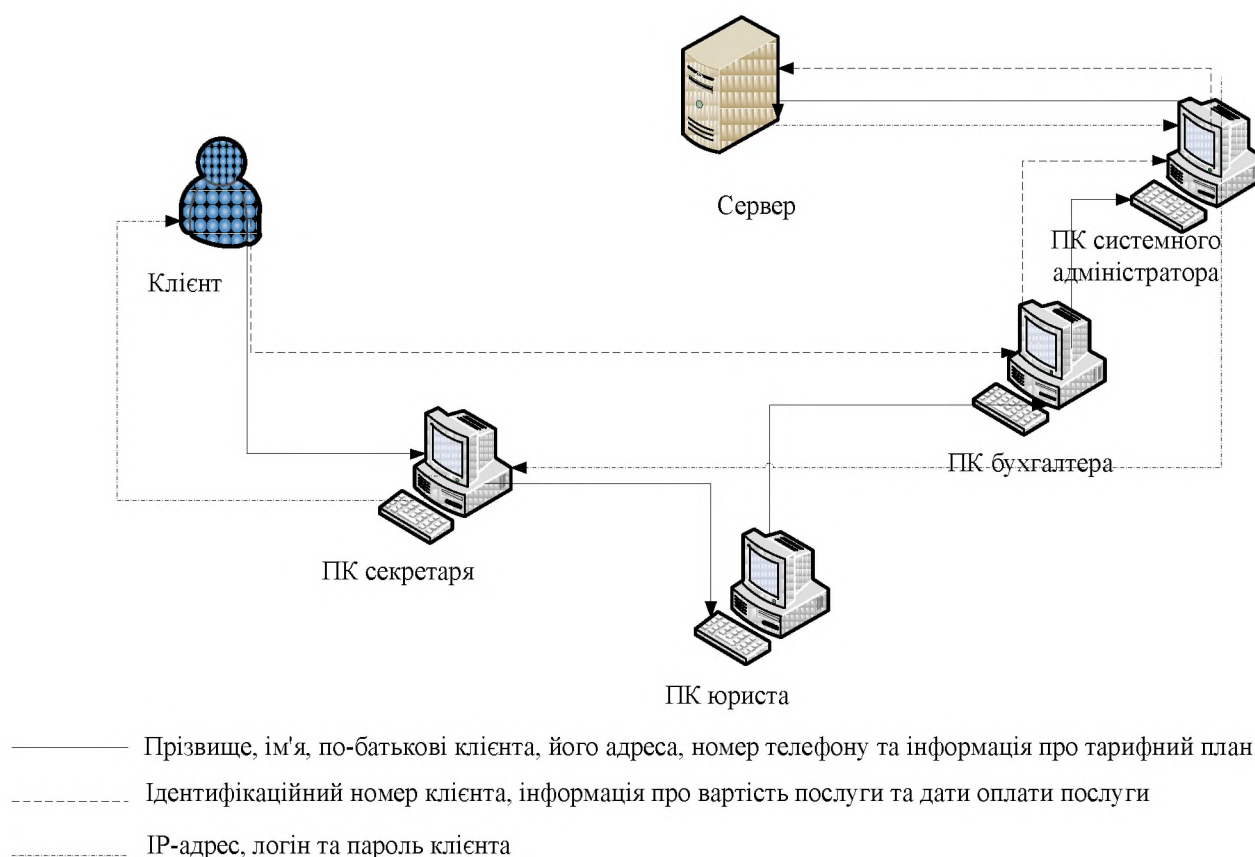 Сервер
ПК системного
адміністратора
Клієнт
ПК бухгалтера
ПК секретаря
ПК юриста
Прізвище, ім'я, по-батькові клієнта, його адреса, номер телефону та інформація про тарифний план
Ідентифікаційний номер клієнта, інформація про вартість послуги та дати оплати послуги
ІР-адрес, логін та пароль клієнта